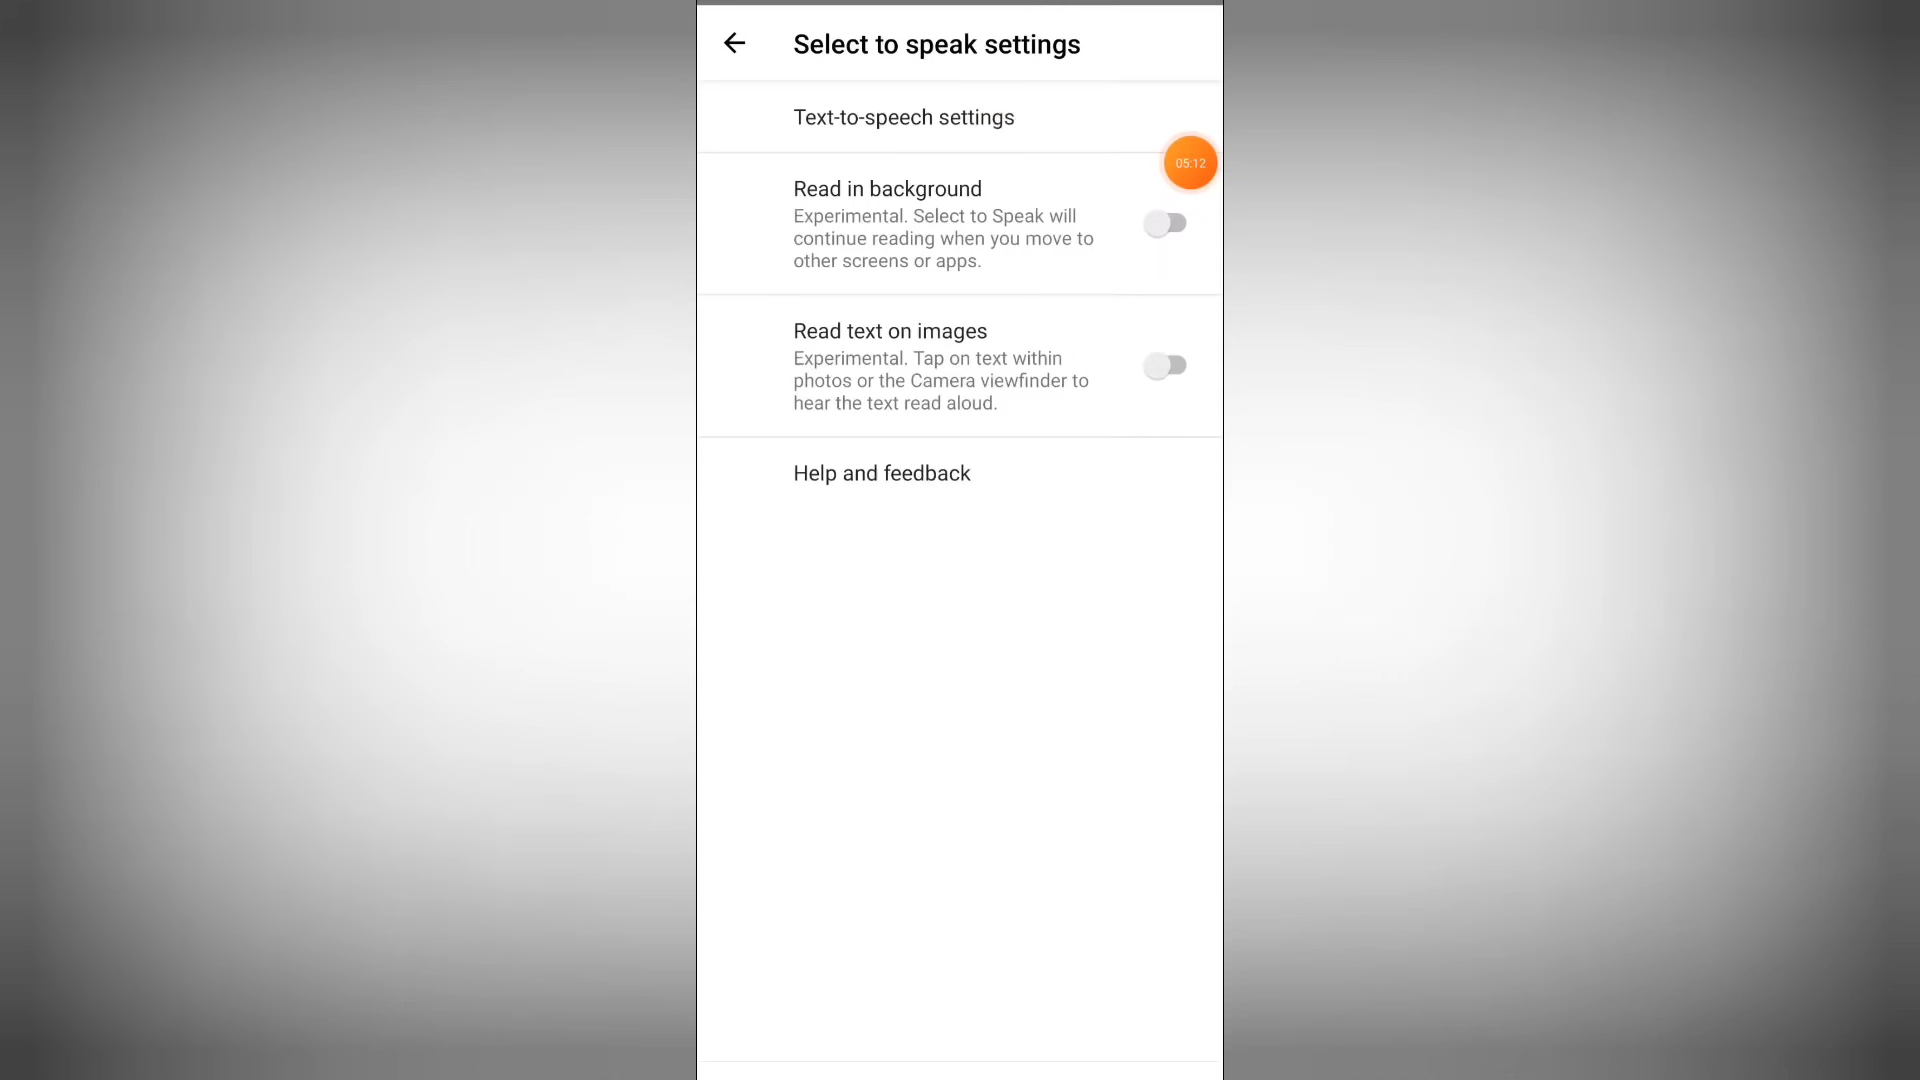 Select to speak settings
Text-to-speech settings
05:12
Read in background
Experimental. Select to Speak will
continue reading when you move to
other screens or apps.
Read text on images
Experimental. Tap on text within
photos or the Camera viewfinder to
hear the text read aloud.
Help and feedback